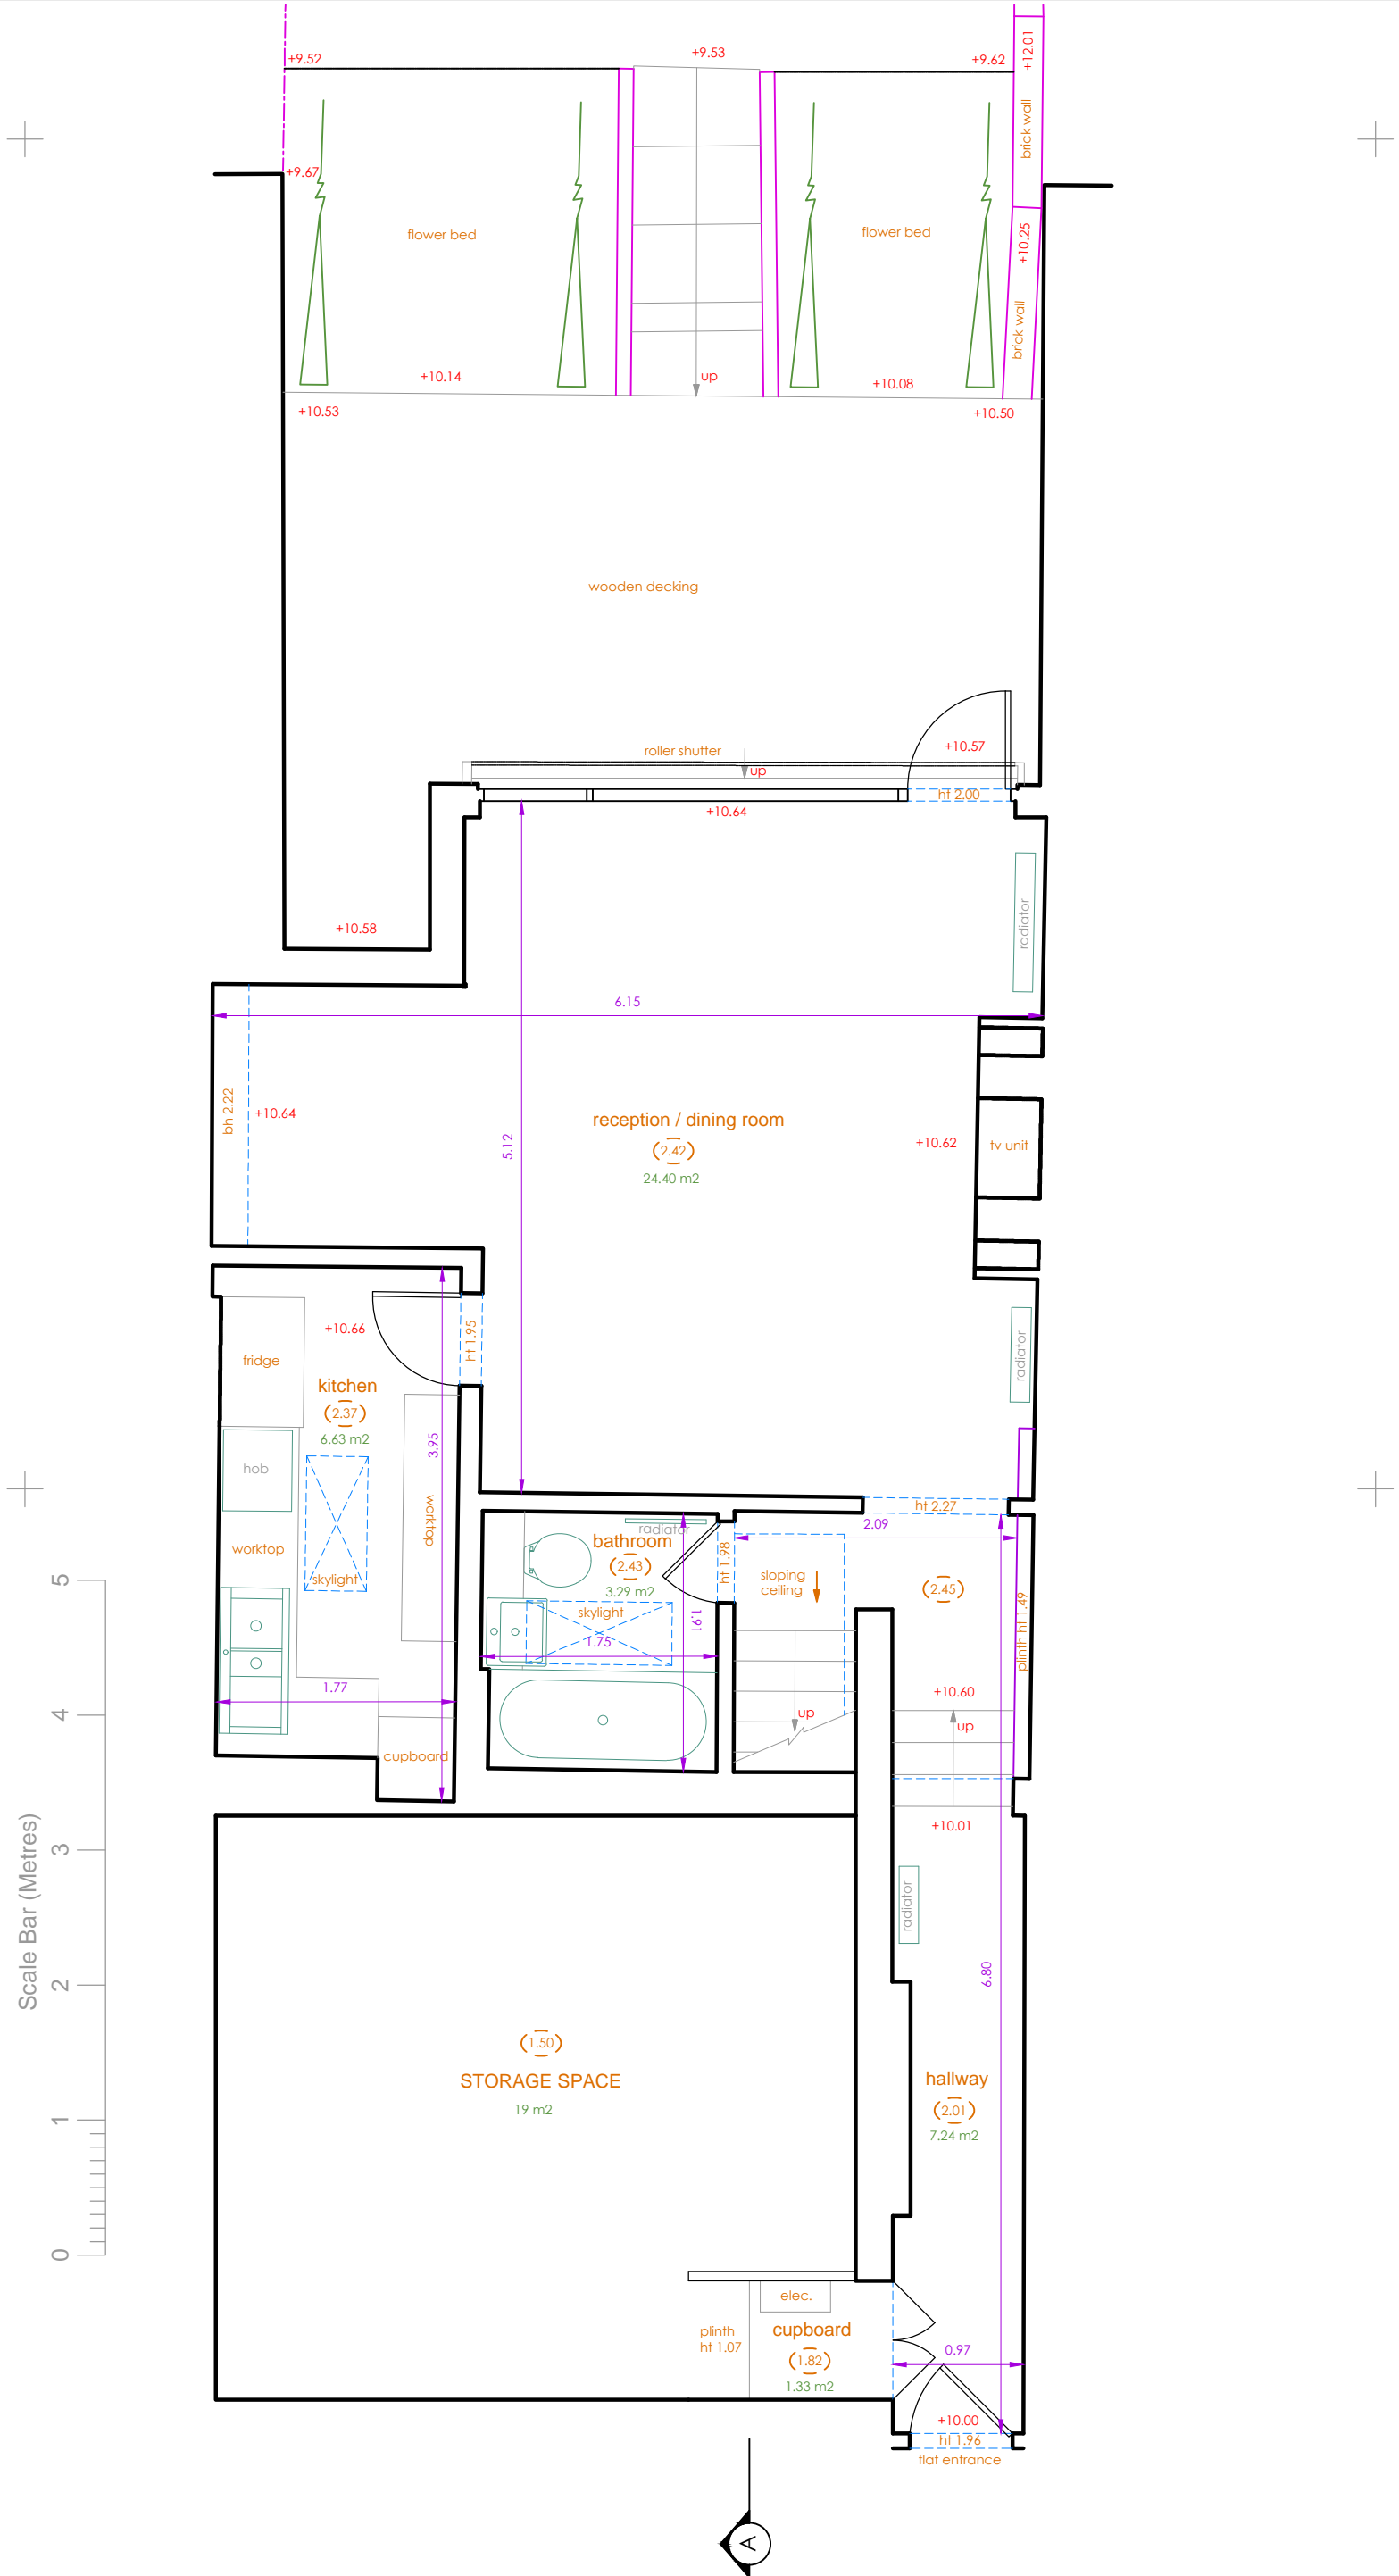 +9.52
+9.53
+9.62
+12.01
brick wall
+9.67
flower bed
flower bed
+10.25
brick wall
+10.14
up
+10.08
+10.53
+10.50
wooden decking
roller shutter
up
+10.57
ht 2.00
+10.64
radiator
+10.58
6.15
bh 2.22
+10.64
5.12
reception / dining room
(2.42)
24.40 m2
+10.62
tv unit
+10.66
ht 1.95
fridge
kitchen
(2.37)
6.63 m2
3.95
radiator
hob
worktop
worktop
skylight
ht 2.27
2.09
radiator
bathroom
(2.43)
3.29 m2
skylight
1.91
1.75
ht 1.98
sloping
ceiling
(2.45)
plinth ht 1.49
1.77
+10.60
up
up
cupboard
+10.01
radiator
6.80
(1.50)
STORAGE SPACE
19 m2
hallway
(2.01)
7.24 m2
elec.
plinth
ht 1.07
cupboard
(1.82)
1.33 m2
0.97
+10.00
ht 1.96
flat entrance
A
Scale Bar (Metres)
0
1
2
3
4
5